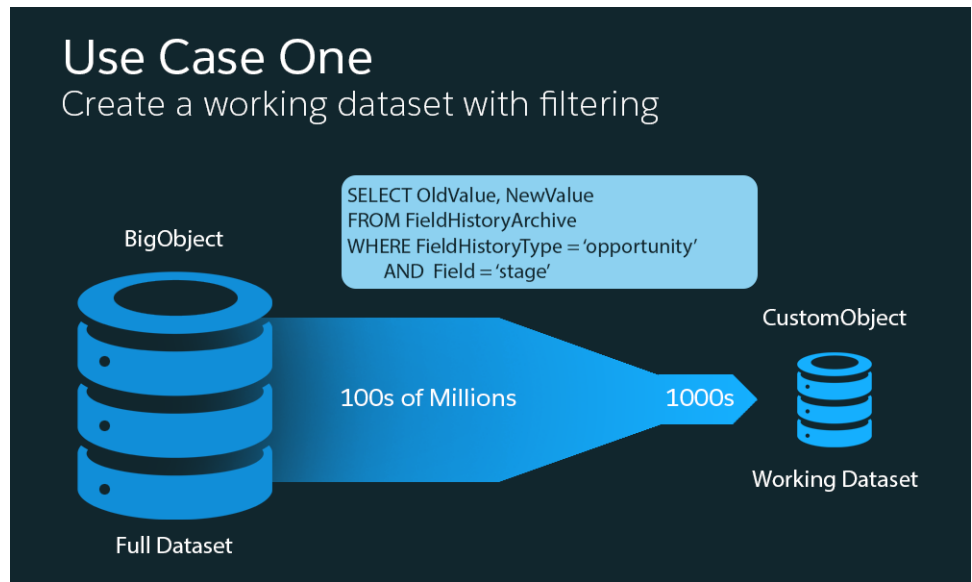 Use Case One
Create a working dataset with filtering
SELECT OldValue, NewValue
FROM FieldHistoryArchive
WHERE FieldHistoryType = ‘opportunity’
AND Field = ‘stage’
BigObject
CustomObject
100s of Millions
1000s
Working Dataset
Full Dataset